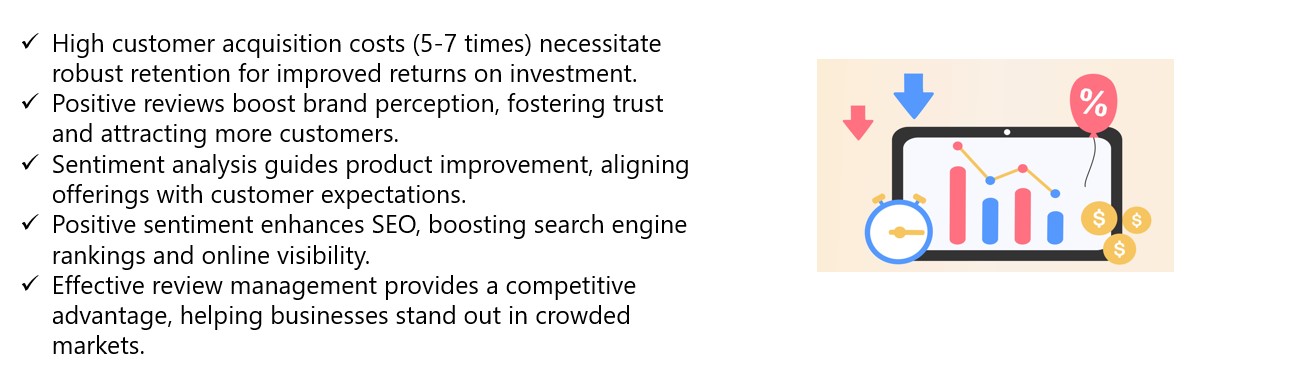 ✓ High customer acquisition costs (5-7 times) necessitate
robust retention for improved returns on investment.
✓ Positive reviews boost brand perception, fostering trust
and attracting more customers.
✓ Sentiment analysis guides product improvement, aligning
offerings with customer expectations.
✓ Positive sentiment enhances SEO, boosting search engine
rankings and online visibility.
✓ Effective review management provides a competitive
advantage, helping businesses stand out in crowded
markets.
%
$
$
$